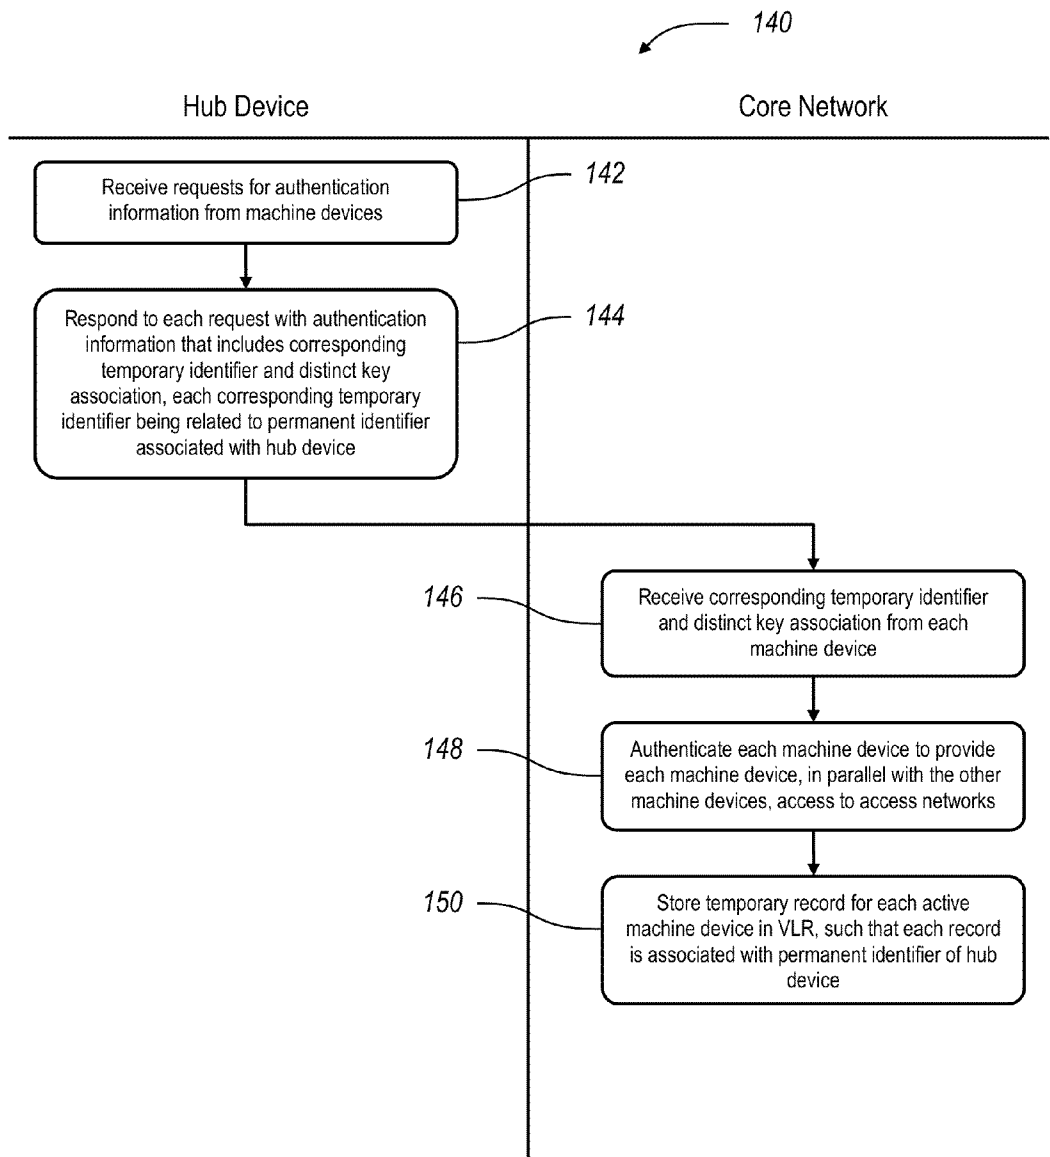 140
Hub Device
Core Network
Receive requests for authentication
information from machine devices
142
Respond to each request with authentication
information that includes corresponding
temporary identifier and distinct key
association, each corresponding temporary
identifier being related to permanent identifier
associated with hub device
144
146
Receive corresponding temporary identifier
and distinct key association from each
machine device
148
Authenticate each machine device to provide
each machine device, in parallel with the other
machine devices, access to access networks
150
Store temporary record for each active
machine device in VLR, such that each record
is associated with permanent identifier of hub
device